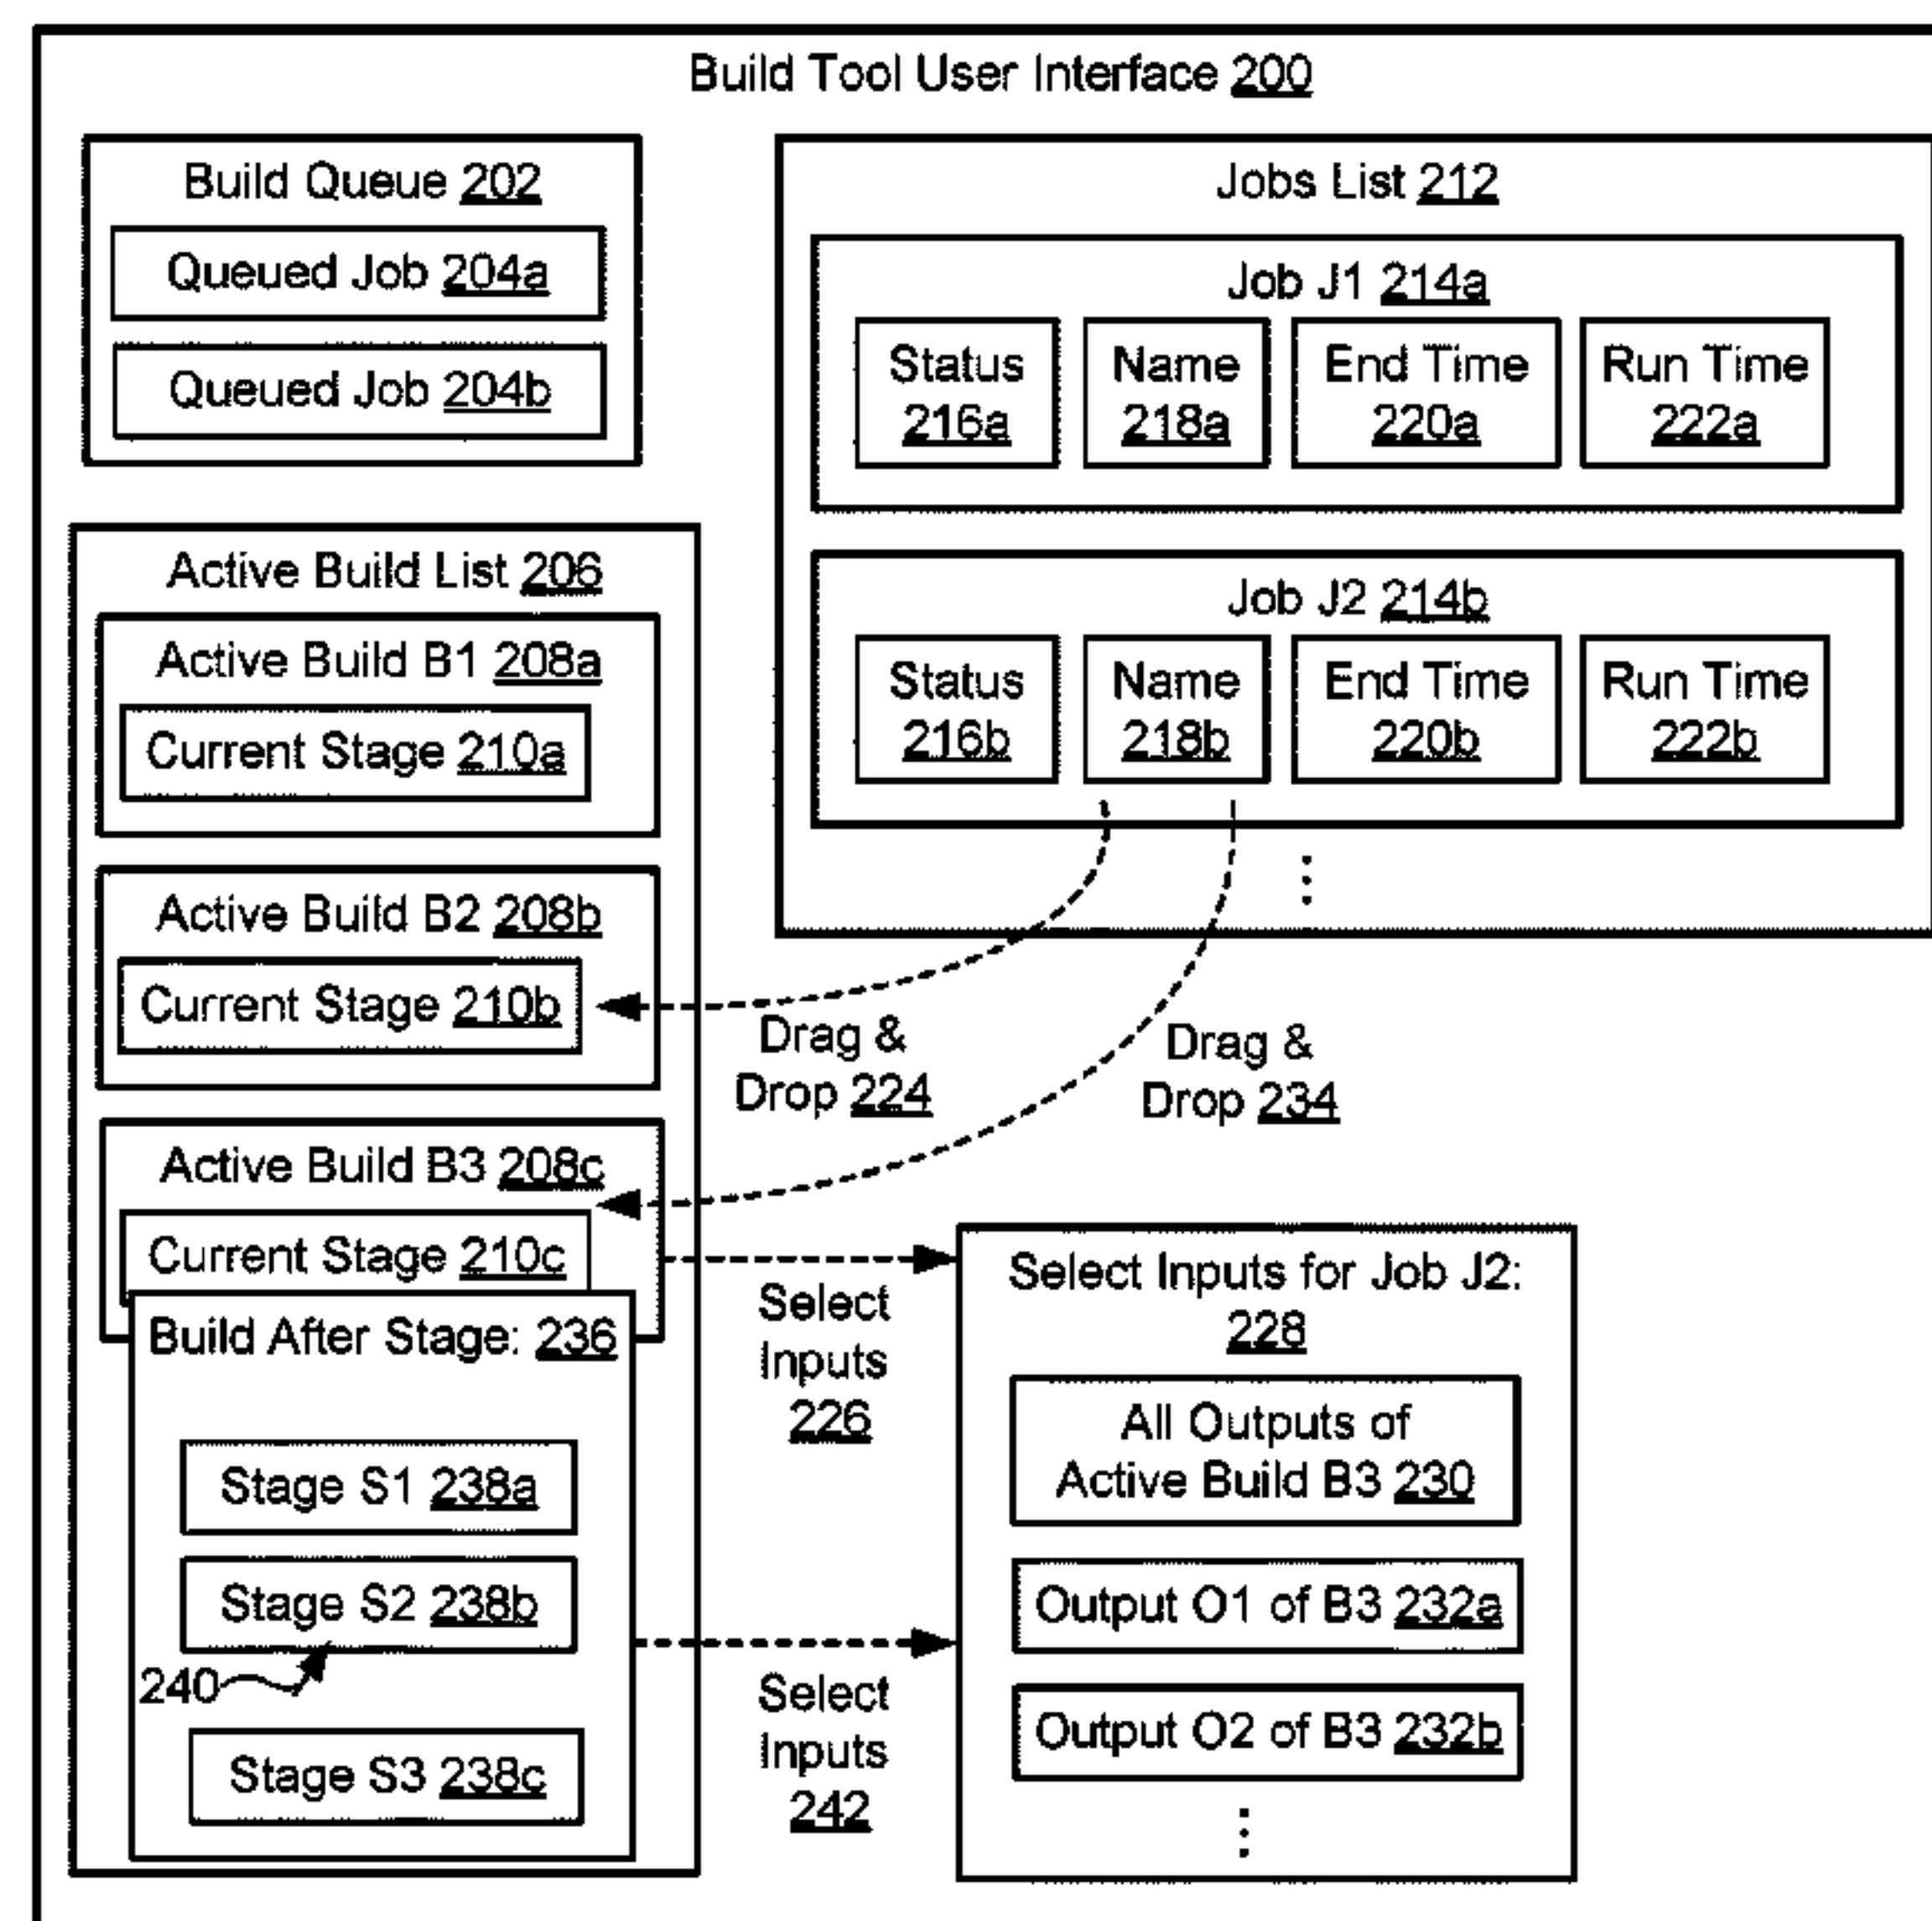 Build Tool User Interface 200
Build Queue 202
Queued Job 204a
Queued Job 204b
Active Build List 206
Active Build B1 208a
Current Stage 210a
Active Build B2 208b
Current Stage 210b
Active Build B3 208c
Current Stage 210c
Build After Stage: 236
Stage S1 238a
Stage S2 238b
240
Stage S3 238c
Jobs List 212
Job J1 214a
Status
216a
Name
218a
End Time
220a
Run Time
222a
Job J2 214b
Status
216b
Name
218b
End Time
220b
Run Time
222b
Drag &
Drop 224
Drag &
Drop 234
Select
Inputs
226
Select
Inputs
242
Select Inputs for Job J2:
228
All Outputs of
Active Build B3 230
Output O1 of B3 232a
Output O2 of B3 232b